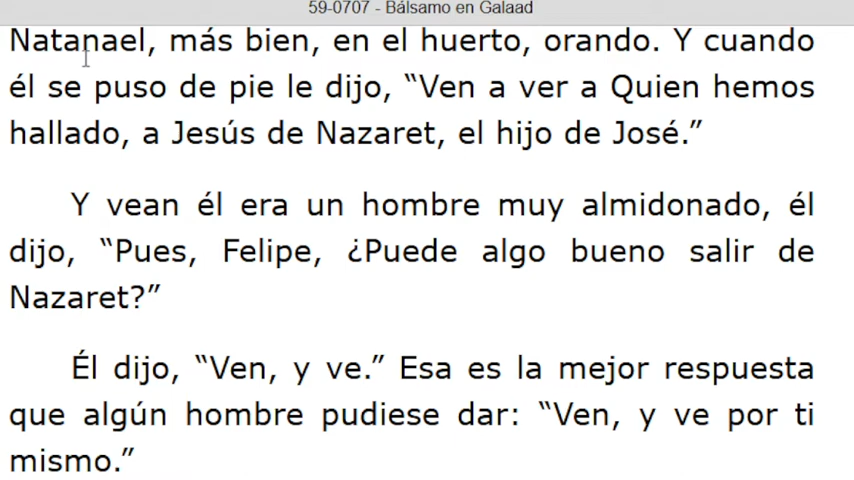 59-0707 - Bálsamo en Galaad
Natanael, más bien, en el huerto, orando. Y cuando
él se puso de pie le dijo, “Ven a ver a Quien hemos
hallado, a Jesús de Nazaret, el hijo de José.”
Y vean él era un hombre muy almidonado, él
dijo, “Pues, Felipe, ¿Puede algo bueno salir de
Nazaret?”
Él dijo, “Ven, y ve.” Esa es la mejor respuesta
que algún hombre pudiese dar: “Ven, y ve por ti
mismo.”